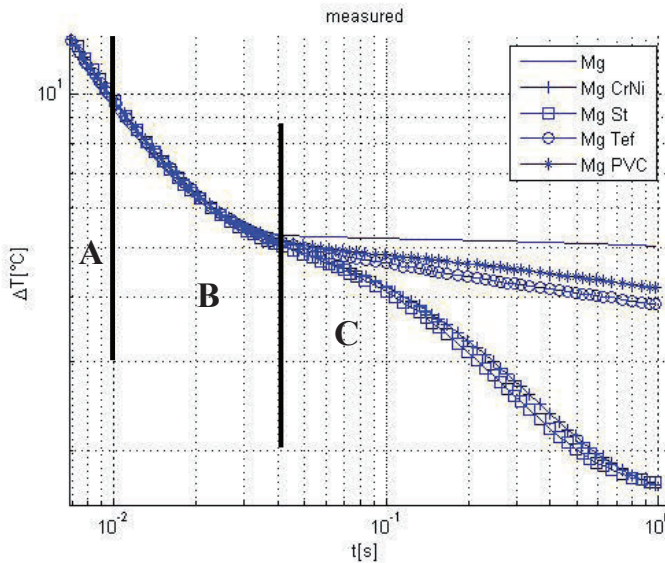 measured
10¹
ΔT[°C]
Mg
Mg CrNi
Mg St
Mg Tef
Mg PVC
A
B
C
10⁻²
10⁻¹
10⁰
t[s]